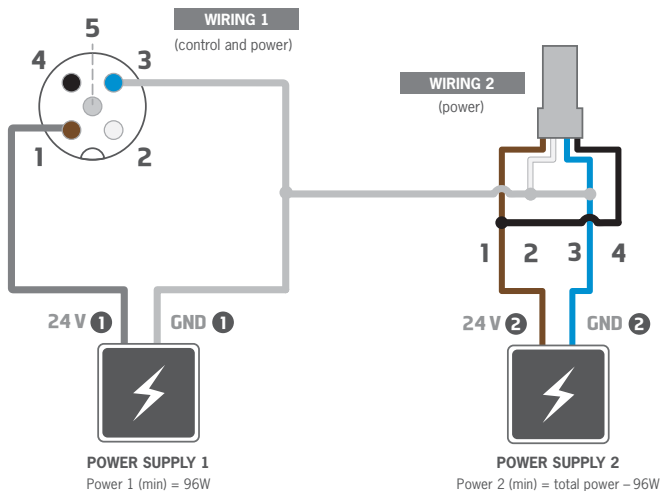 WIRING 1
(control and power)
5
4
3
1
2
WIRING 2
(power)
1
2
3
4
24 V 1
GND 1
24 V 2
GND 2
POWER SUPPLY 1
Power 1 (min) = 96W
POWER SUPPLY 2
Power 2 (min) = total power – 96W